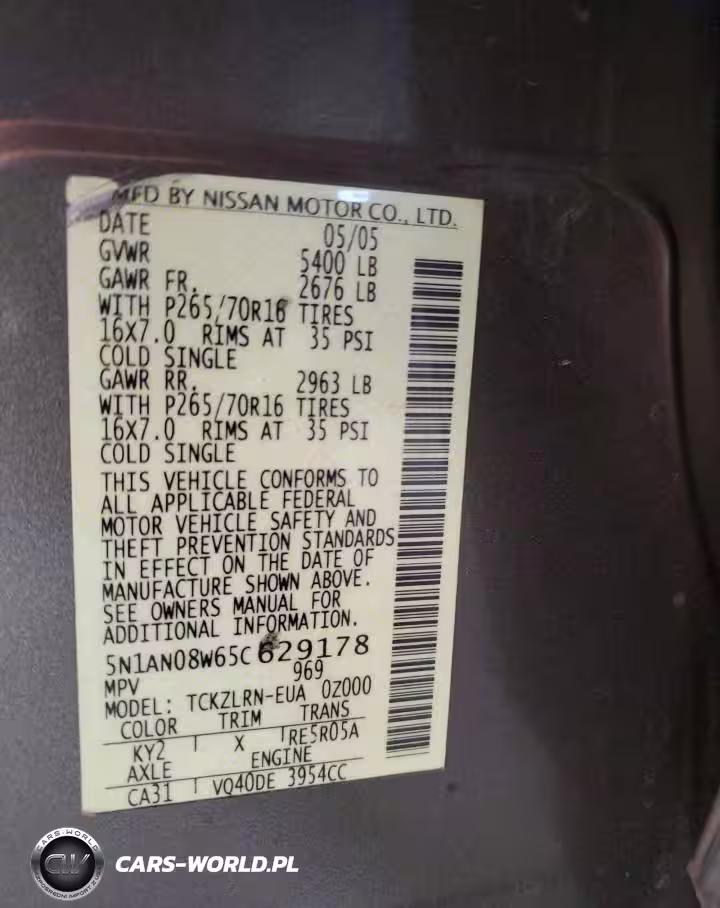 MFD BY NISSAN MOTOR CO., LTD.
DATE 05/05
GVWR 5400 LB
GAWR FR. 2676 LB
WITH P265/70R16 TIRES
16X7.0 RIMS AT 35 PSI
COLD SINGLE
GAWR RR. 2963 LB
WITH P265/70R16 TIRES
16X7.0 RIMS AT 35 PSI
COLD SINGLE
THIS VEHICLE CONFORMS TO
ALL APPLICABLE FEDERAL
MOTOR VEHICLE SAFETY AND
THEFT PREVENTION STANDARDS
IN EFFECT ON THE DATE OF
MANUFACTURE SHOWN ABOVE.
SEE OWNERS MANUAL FOR
ADDITIONAL INFORMATION.
5N1AN08W65C629178
MPV 969
MODEL: TCKZLRN-EUA 0Z000
COLOR TRIM TRANS
KY2 X RE5R05A
AXLE ENGINE
CA31 VQ40DE 3954CC
CARS-WORLD
CW
CARS-WORLD.PL